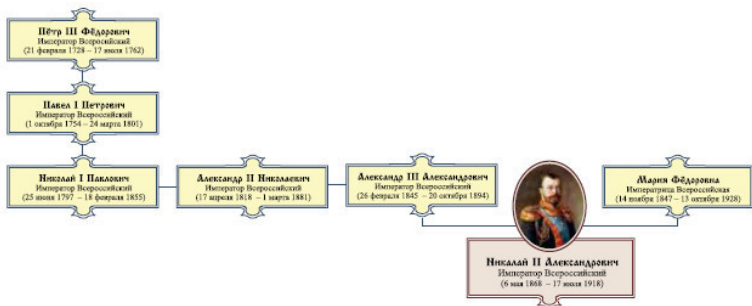 Пётр III Фёдорович
Император Всероссийский
(21 февраля 1728 – 17 июля 1762)
Павел I Петрович
Император Всероссийский
(1 октября 1754 – 24 марта 1801)
Николай I Павлович
Император Всероссийский
(25 июня 1797 – 18 февраля 1855)
Александр II Николаевич
Император Всероссийский
(17 апреля 1818 – 1 марта 1881)
Александр III Александрович
Император Всероссийский
(26 февраля 1845 – 20 октября 1894)
Мария Фёдоровна
Императрица Всероссийская
(14 ноября 1847 – 13 октября 1928)
Николай II Александрович
Император Всероссийский
(6 мая 1868 – 17 июля 1918)